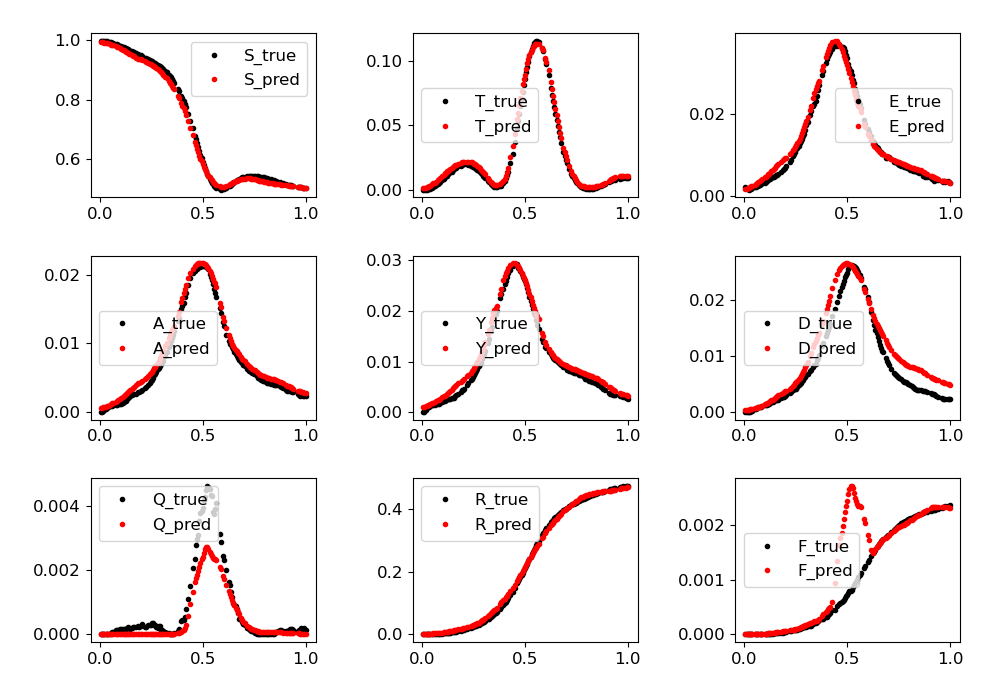 1.0
0.8
0.6
S_true
S_pred
0.0 0.5 1.0
0.10
0.05
0.00
T_true
T_pred
0.0 0.5 1.0
0.02
0.00
E_true
E_pred
0.0 0.5 1.0
0.02
0.01
0.00
A_true
A_pred
0.0 0.5 1.0
0.03
0.02
0.01
0.00
Y_true
Y_pred
0.0 0.5 1.0
0.02
0.01
0.00
D_true
D_pred
0.0 0.5 1.0
0.004
0.002
0.000
Q_true
Q_pred
0.0 0.5 1.0
0.4
0.2
0.0
R_true
R_pred
0.0 0.5 1.0
0.002
0.001
0.000
F_true
F_pred
0.0 0.5 1.0